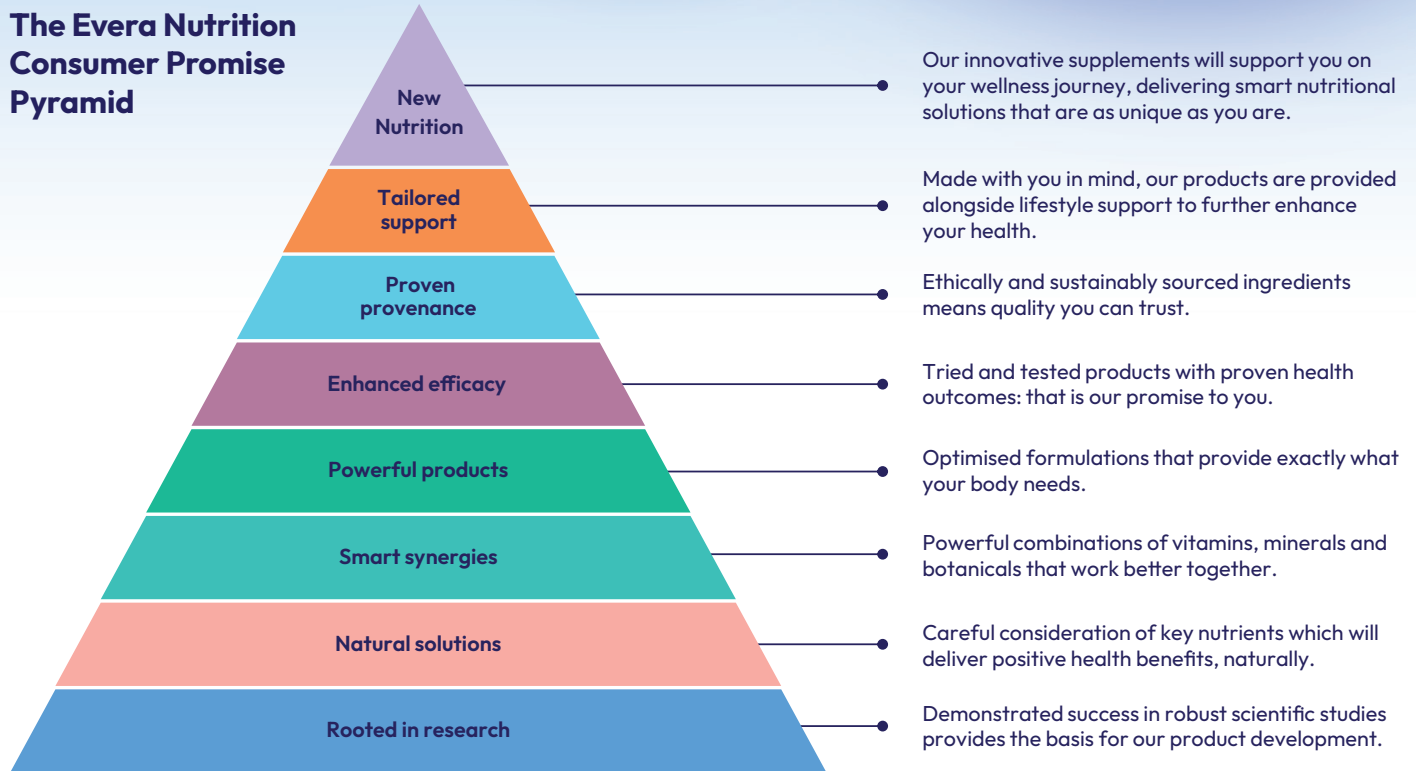 The Evera Nutrition
Consumer Promise
Pyramid
New
Nutrition
Our innovative supplements will support you on
your wellness journey, delivering smart nutritional
solutions that are as unique as you are.
Tailored
support
Made with you in mind, our products are provided
alongside lifestyle support to further enhance
your health.
Proven
provenance
Ethically and sustainably sourced ingredients
means quality you can trust.
Enhanced efficacy
Tried and tested products with proven health
outcomes: that is our promise to you.
Powerful products
Optimised formulations that provide exactly what
your body needs.
Smart synergies
Powerful combinations of vitamins, minerals and
botanicals that work better together.
Natural solutions
Careful consideration of key nutrients which will
deliver positive health benefits, naturally.
Rooted in research
Demonstrated success in robust scientific studies
provides the basis for our product development.